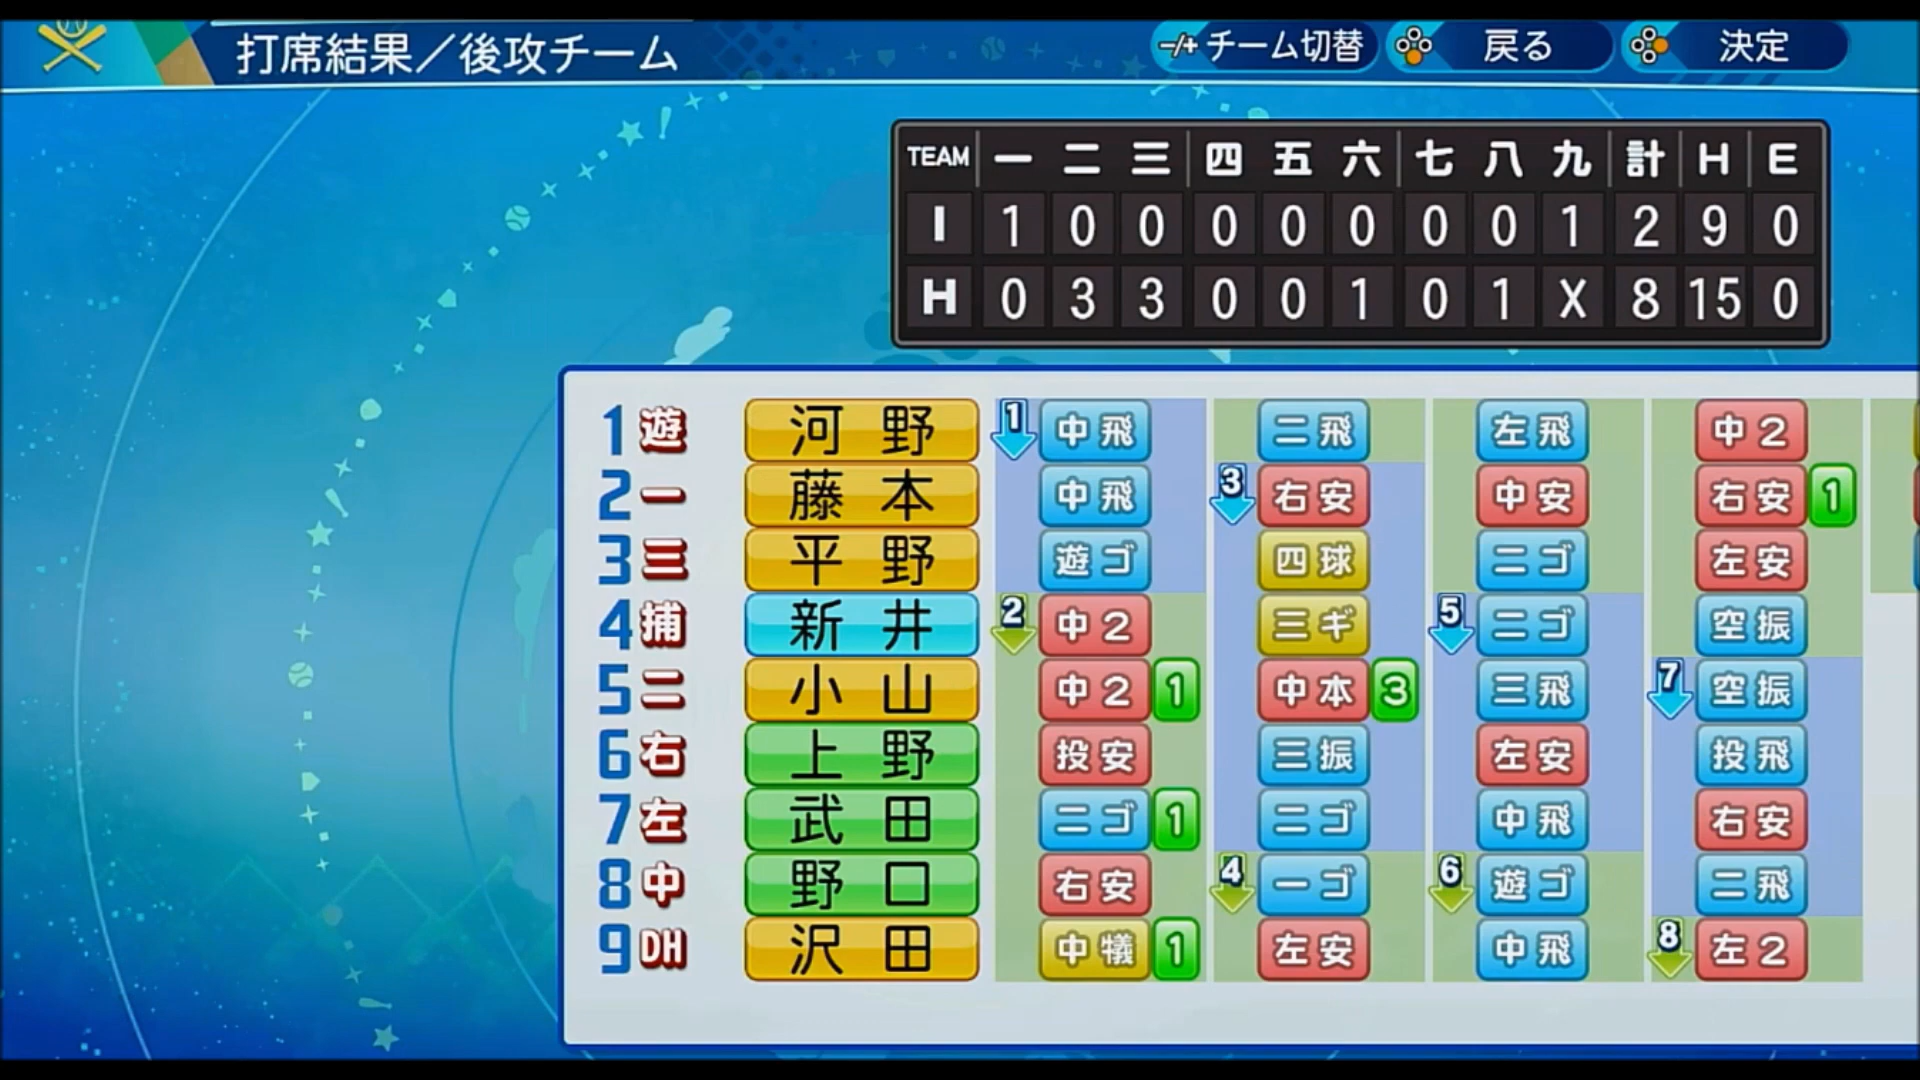 打席結果／後攻チーム -/+ チーム切替 戻る 決定
TEAM 一 二 三 四 五 六 七 八 九 計 H E
I 1 0 0 0 0 0 0 0 1 2 9 0
H 0 3 3 0 0 1 0 1 X 8 15 0
1 遊 河野 1 中飛 二飛 左飛 中2
2 一 藤本 中飛 3 右安 中安 右安 1
3 三 平野 遊ゴ 四球 二ゴ 左安
4 捕 新井 2 中2 三ギ 5 二ゴ 空振
5 二 小山 中2 1 中本 3 三飛 7 空振
6 右 上野 投安 三振 左安 投飛
7 左 武田 二ゴ 1 二ゴ 中飛 右安
8 中 野口 右安 4 一ゴ 6 遊ゴ 二飛
9 DH 沢田 中犠 1 左安 中飛 8 左2